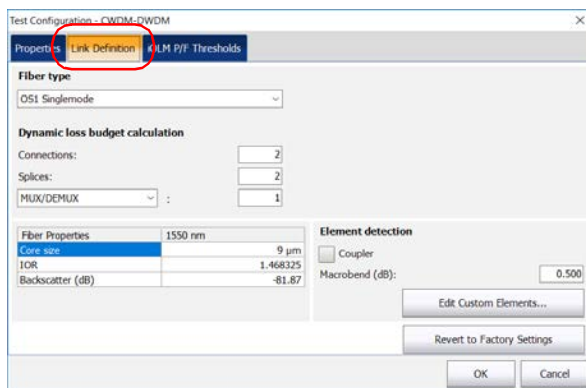 Test Configuration - CWDM-DWDM
Properties Link Definition iOLM P/F Thresholds
Fiber type
OS1 Singlemode
Dynamic loss budget calculation
Connections: 2
Splices: 2
MUX/DEMUX : 1
Fiber Properties 1550 nm
Core size 9 µm
IOR 1.468325
Backscatter (dB) -81.87
Element detection
Coupler
Macrobend (dB): 0.500
Edit Custom Elements...
Revert to Factory Settings
OK Cancel